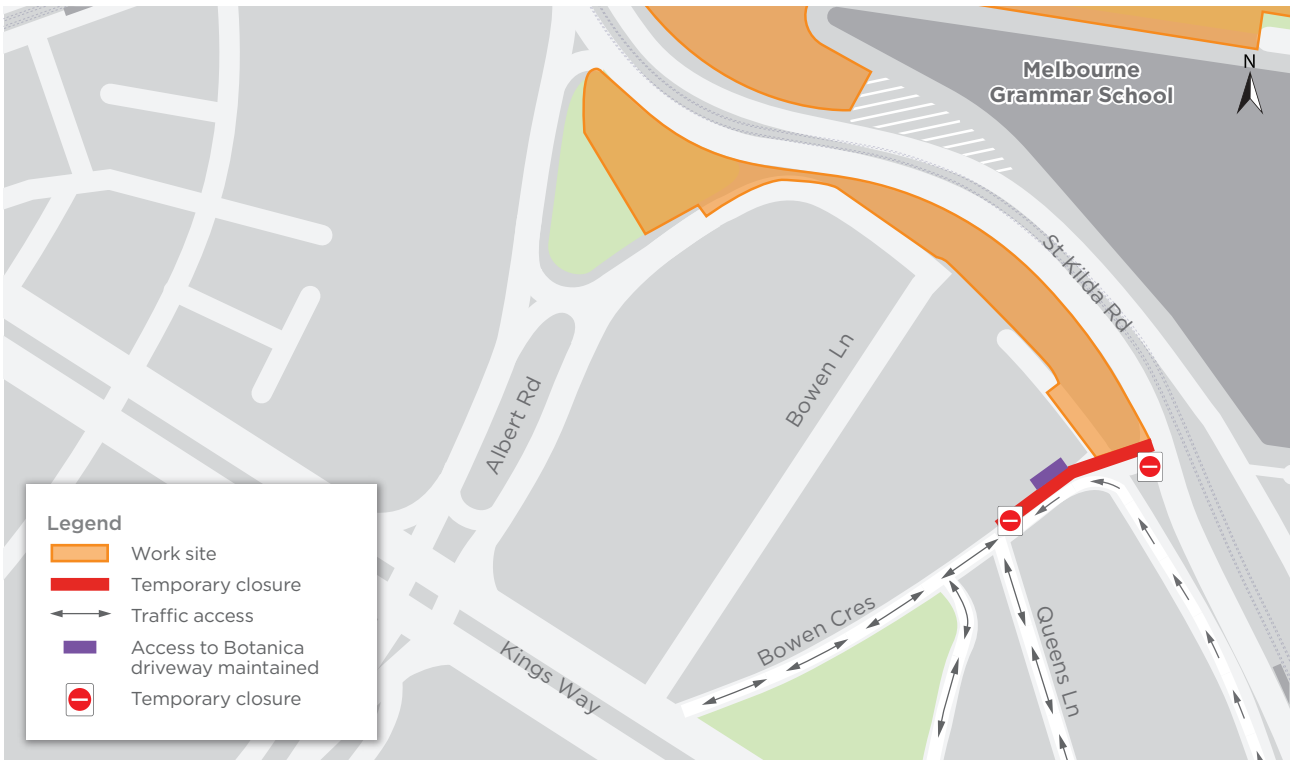 Melbourne
Grammar School
N
St Kilda Rd
Bowen Ln
Albert Rd
Bowen Cres
Queens Ln
Kings Way
Legend
Work site
Temporary closure
Traffic access
Access to Botanica
driveway maintained
Temporary closure